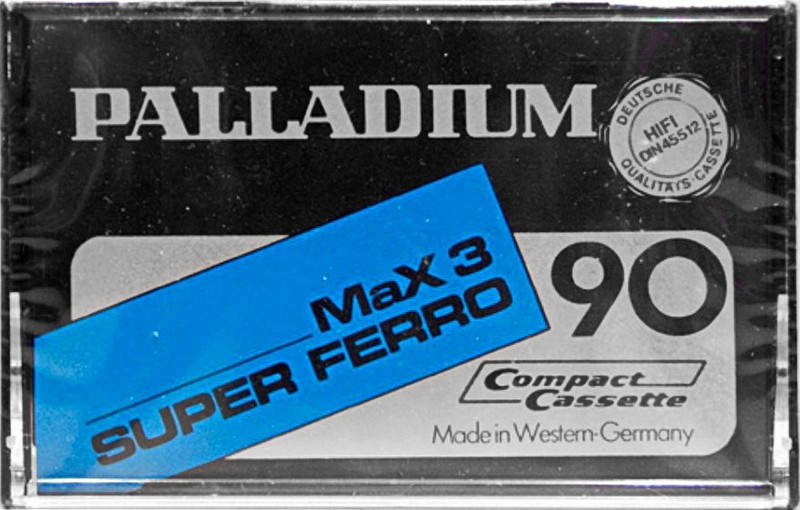 PALLADIUM
DEUTSCHE
HIFI
DIN 45512
QUALITÄTS-CASSETTE
MaX 3
SUPER FERRO
90
Compact
Cassette
Made in Western-Germany